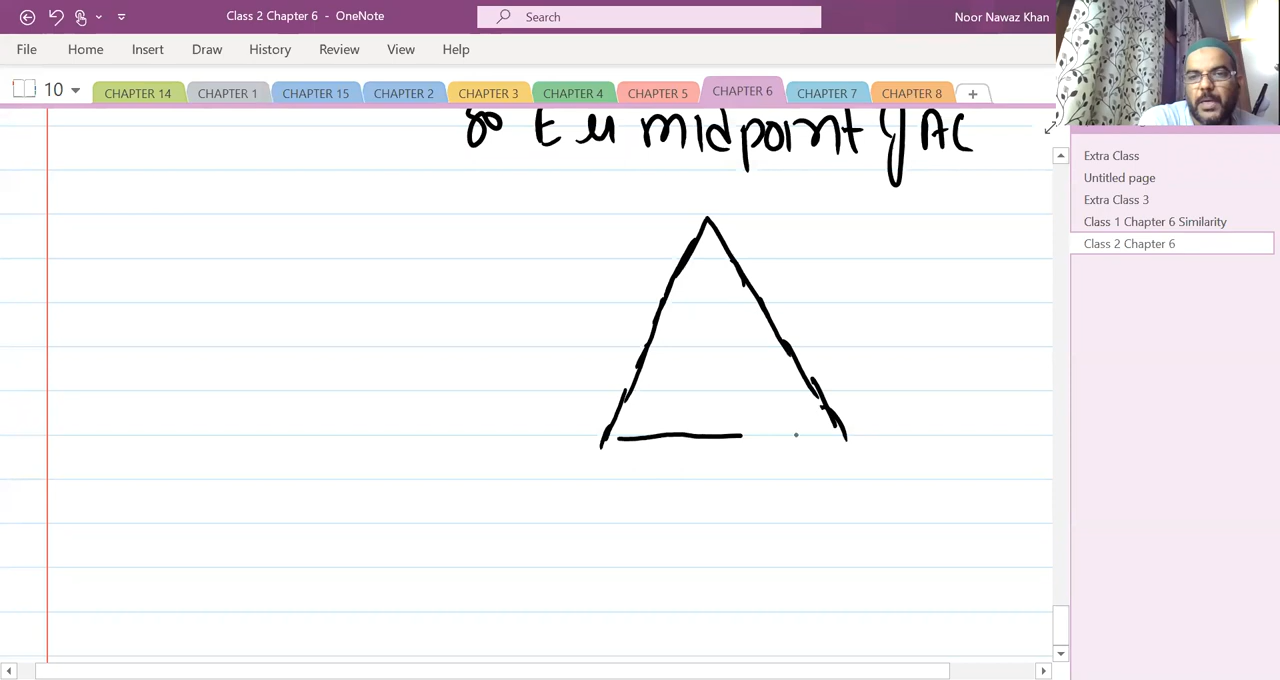 Class 2 Chapter 6 - OneNote
Search
Noor Nawaz Khan
File Home Insert Draw History Review View Help
10 CHAPTER 14 CHAPTER 1 CHAPTER 15 CHAPTER 2 CHAPTER 3 CHAPTER 4 CHAPTER 5 CHAPTER 6 CHAPTER 7 CHAPTER 8 +
Extra Class
Untitled page
Extra Class 3
Class 1 Chapter 6 Similarity
Class 2 Chapter 6
So E is midpoint of AC